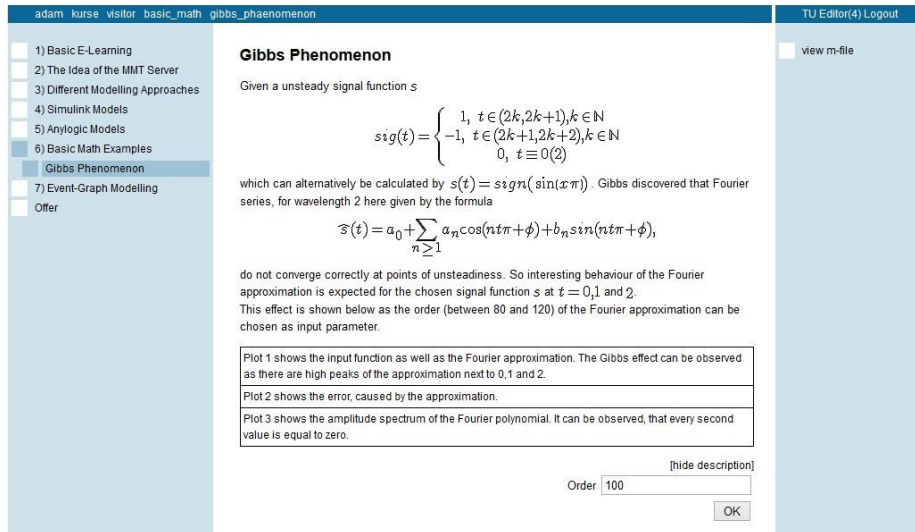 adam kurse visitor basic_math gibbs_phaenomenon
TU Editor(4) Logout
1) Basic E-Learning
2) The Idea of the MMT Server
3) Different Modelling Approaches
4) Simulink Models
5) Anylogic Models
6) Basic Math Examples
Gibbs Phenomenon
7) Event-Graph Modelling
Offer
Gibbs Phenomenon
Given a unsteady signal function s
sig(t) = { 1, t∈(2k,2k+1),k∈ℕ
−1, t∈(2k+1,2k+2),k∈ℕ
0, t≡0(2)
which can alternatively be calculated by s(t)=sign(sin(xπ)). Gibbs discovered that Fourier
series, for wavelength 2 here given by the formula
ŝ(t)=a₀+∑ₙ≥₁ aₙcos(ntπ+ϕ)+bₙsin(ntπ+ϕ),
do not converge correctly at points of unsteadiness. So interesting behaviour of the Fourier
approximation is expected for the chosen signal function s at t=0,1 and 2.
This effect is shown below as the order (between 80 and 120) of the Fourier approximation can be
chosen as input parameter.
Plot 1 shows the input function as well as the Fourier approximation. The Gibbs effect can be observed
as there are high peaks of the approximation next to 0,1 and 2.
Plot 2 shows the error, caused by the approximation.
Plot 3 shows the amplitude spectrum of the Fourier polynomial. It can be observed, that every second
value is equal to zero.
[hide description]
Order 100
OK
view m-file